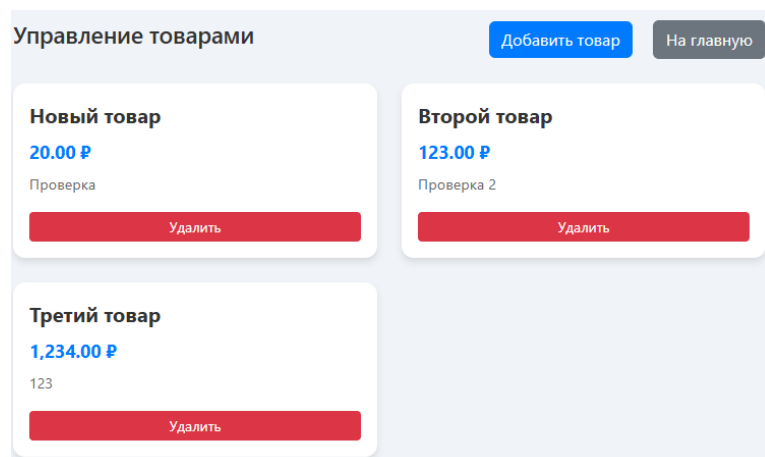 Управление товарами
Добавить товар
На главную
Новый товар
20.00 ₽
Проверка
Удалить
Второй товар
123.00 ₽
Проверка 2
Удалить
Третий товар
1,234.00 ₽
123
Удалить